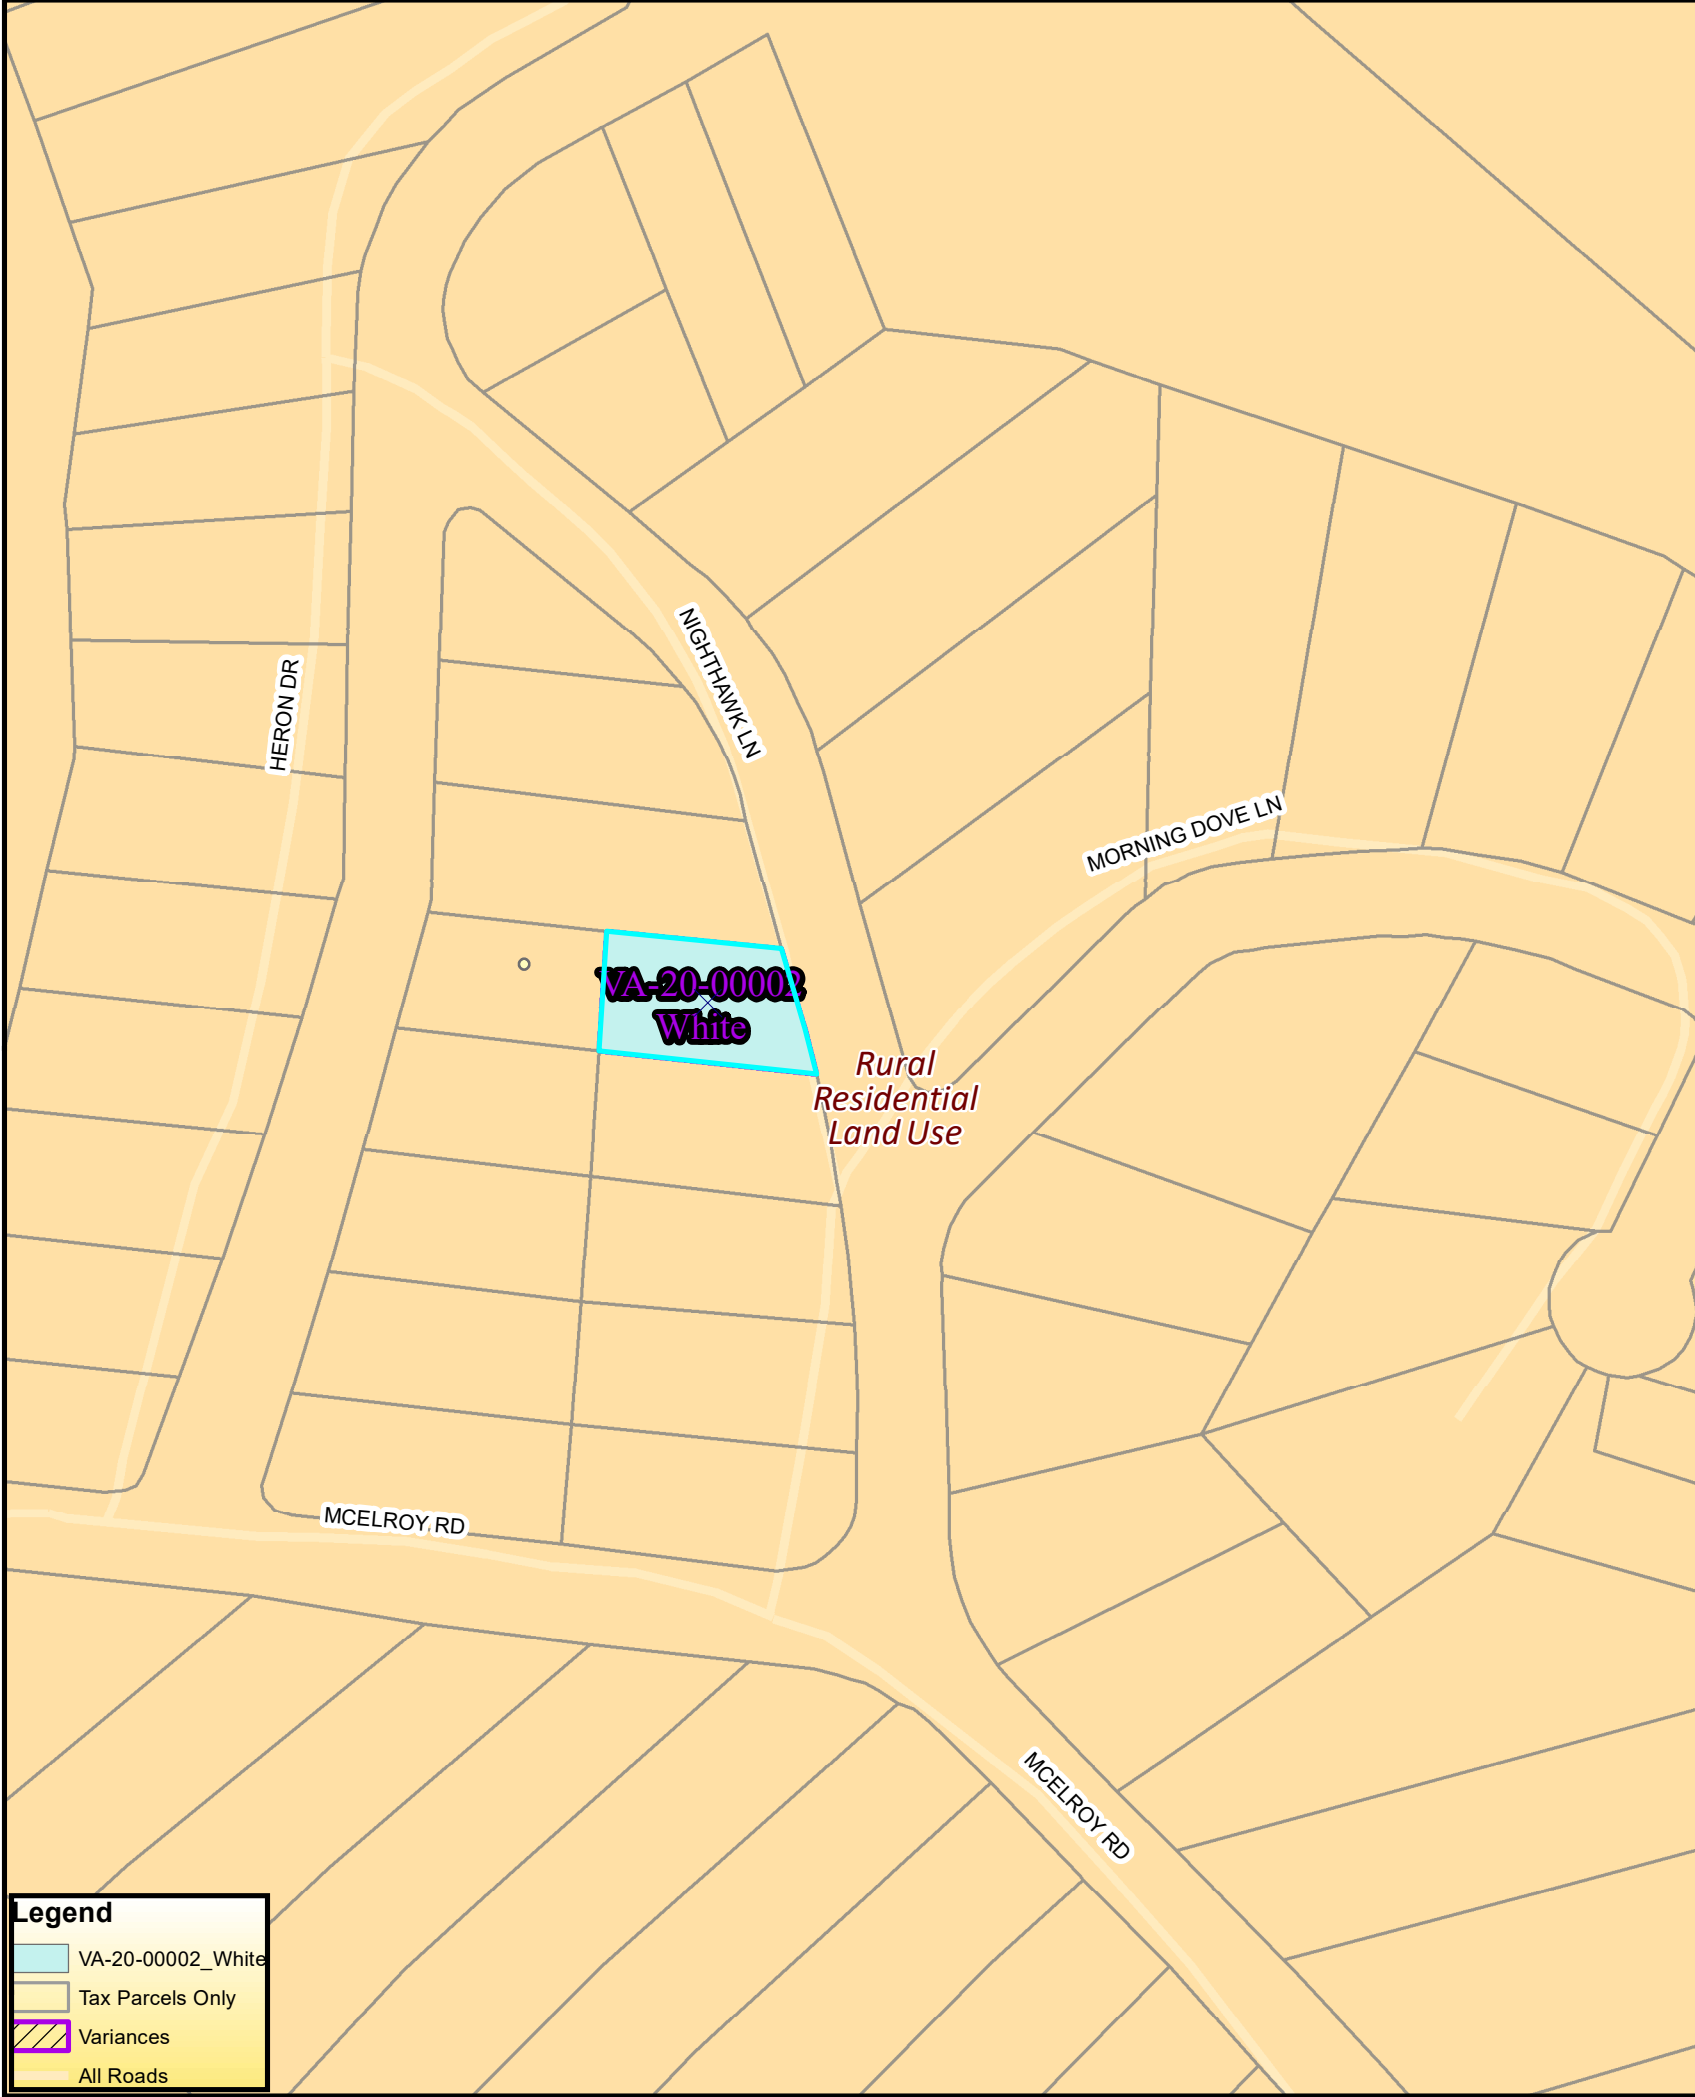 NIGHTHAWK LN
HERON DR
MORNING DOVE LN
VA-20-00002
White
Rural
Residential
Land Use
MCELROY RD
MCELROY RD
Legend
VA-20-00002_White
Tax Parcels Only
Variances
All Roads